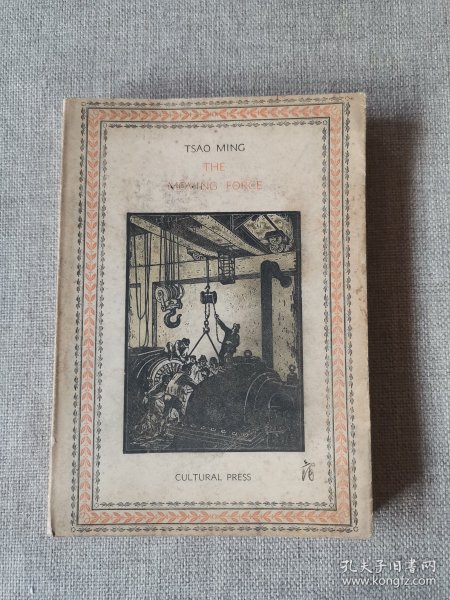 TSAO MING
THE
MOVING FORCE
CULTURAL PRESS
孔夫子旧书网
www.kongfz.com